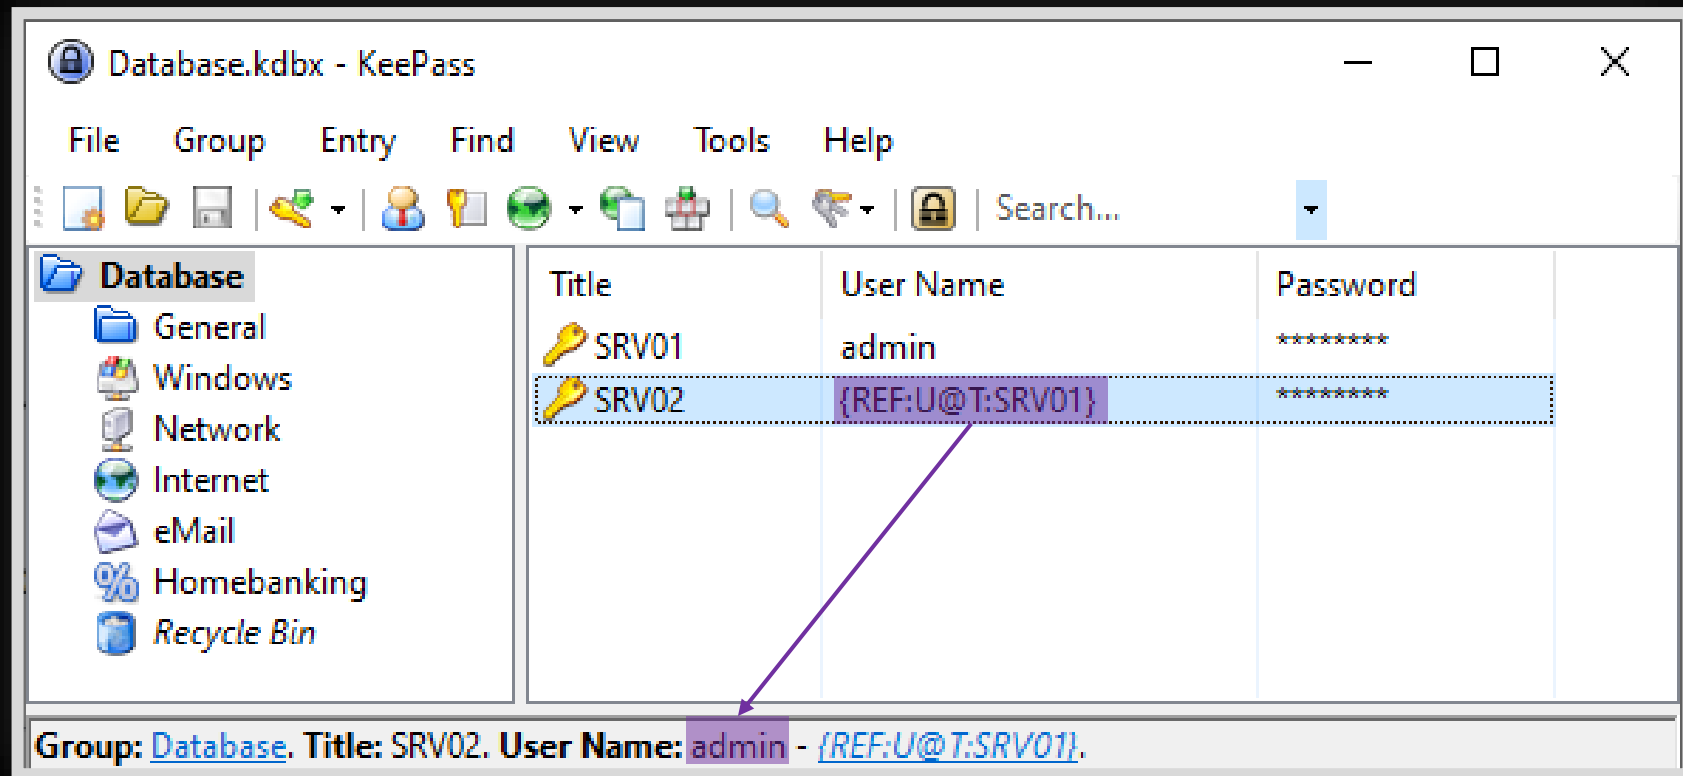 Database.kdbx - KeePass
File Group Entry Find View Tools Help
Search...
Database
General
Windows
Network
Internet
eMail
Homebanking
Recycle Bin
Title User Name Password
SRV01 admin ********
SRV02 {REF:U@T:SRV01} ********
Group: Database. Title: SRV02. User Name: admin - {REF:U@T:SRV01}.